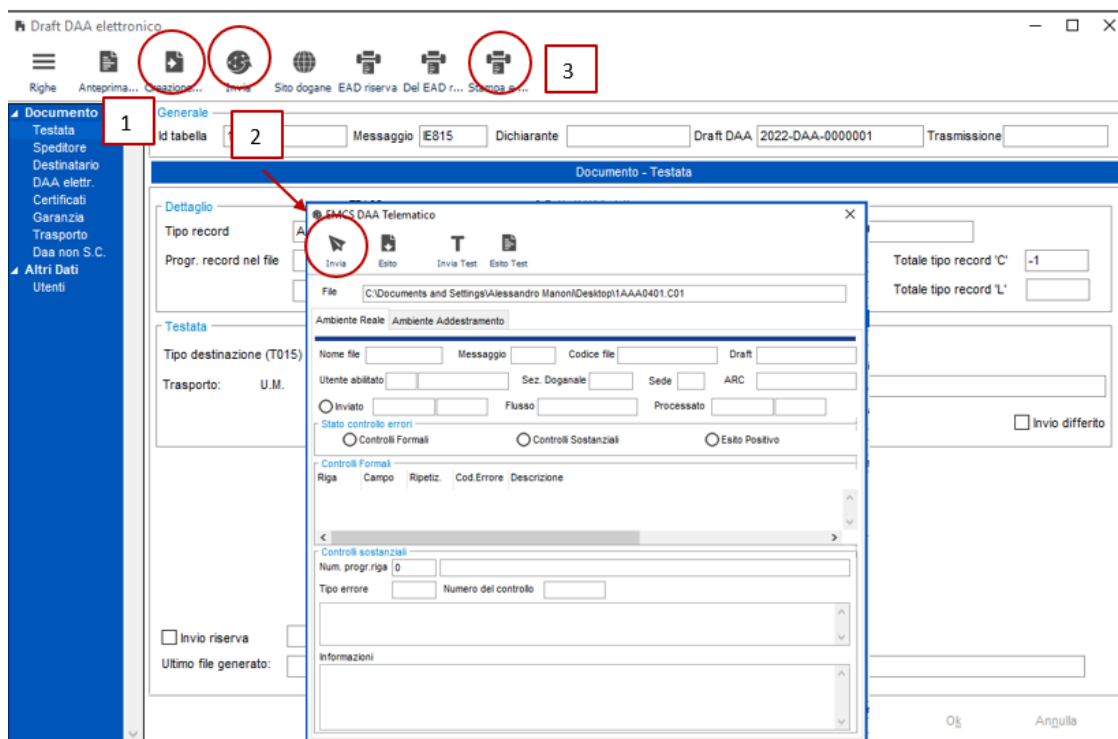 Draft DAA elettronico
Righe Anteprima... Creazione... Invia Sito dogane EAD riserva Del EAD r... Stampa e ...
1
2
3
Documento
Testata
Speditore
Destinatario
DAA elettr.
Certificati
Garanzia
Trasporto
Daa non S.C.
Altri Dati
Utenti
Generale
Id tabella Messaggio IE815 Dichiarante Draft DAA 2022-DAA-0000001 Trasmissione
Documento - Testata
Dettaglio
Tipo record A
Progr. record nel file Totale tipo record 'C' -1
Totale tipo record 'L'
Testata
Tipo destinazione (T015)
Trasporto: U.M.
Invio differito
Invio riserva
Ultimo file generato:
Ok Annulla
EMCS DAA Telematico
Invia Esito Invia Test Esito Test
File C:\Documents and Settings\Alessandro Manoni\Desktop\1AAA0401.C01
Ambiente Reale Ambiente Addestramento
Nome file Messaggio Codice file Draft
Utente abilitato Sez. Doganale Sede ARC
Inviato Flusso Processato
Stato controllo errori
Controlli Formali Controlli Sostanziali Esito Positivo
Controlli Formali
Riga Campo Ripetiz. Cod.Errore Descrizione
Controlli sostanziali
Num. progr.riga 0
Tipo errore Numero del controllo
Informazioni